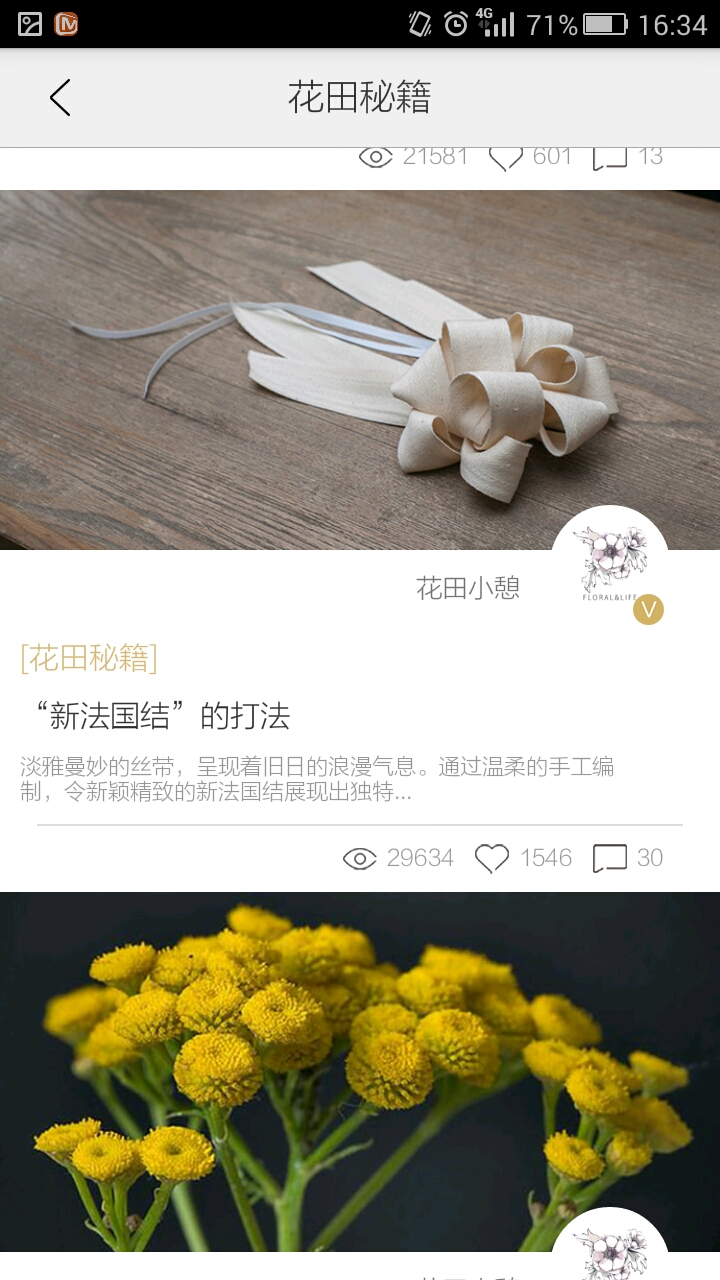 4G 71% 16:34
花田秘籍
21581 601 13
花田小憩
FLORAL&LIFE
V
[花田秘籍]
“新法国结”的打法
淡雅曼妙的丝带，呈现着旧日的浪漫气息。通过温柔的手工编
制，令新颖精致的新法国结展现出独特...
29634 1546 30